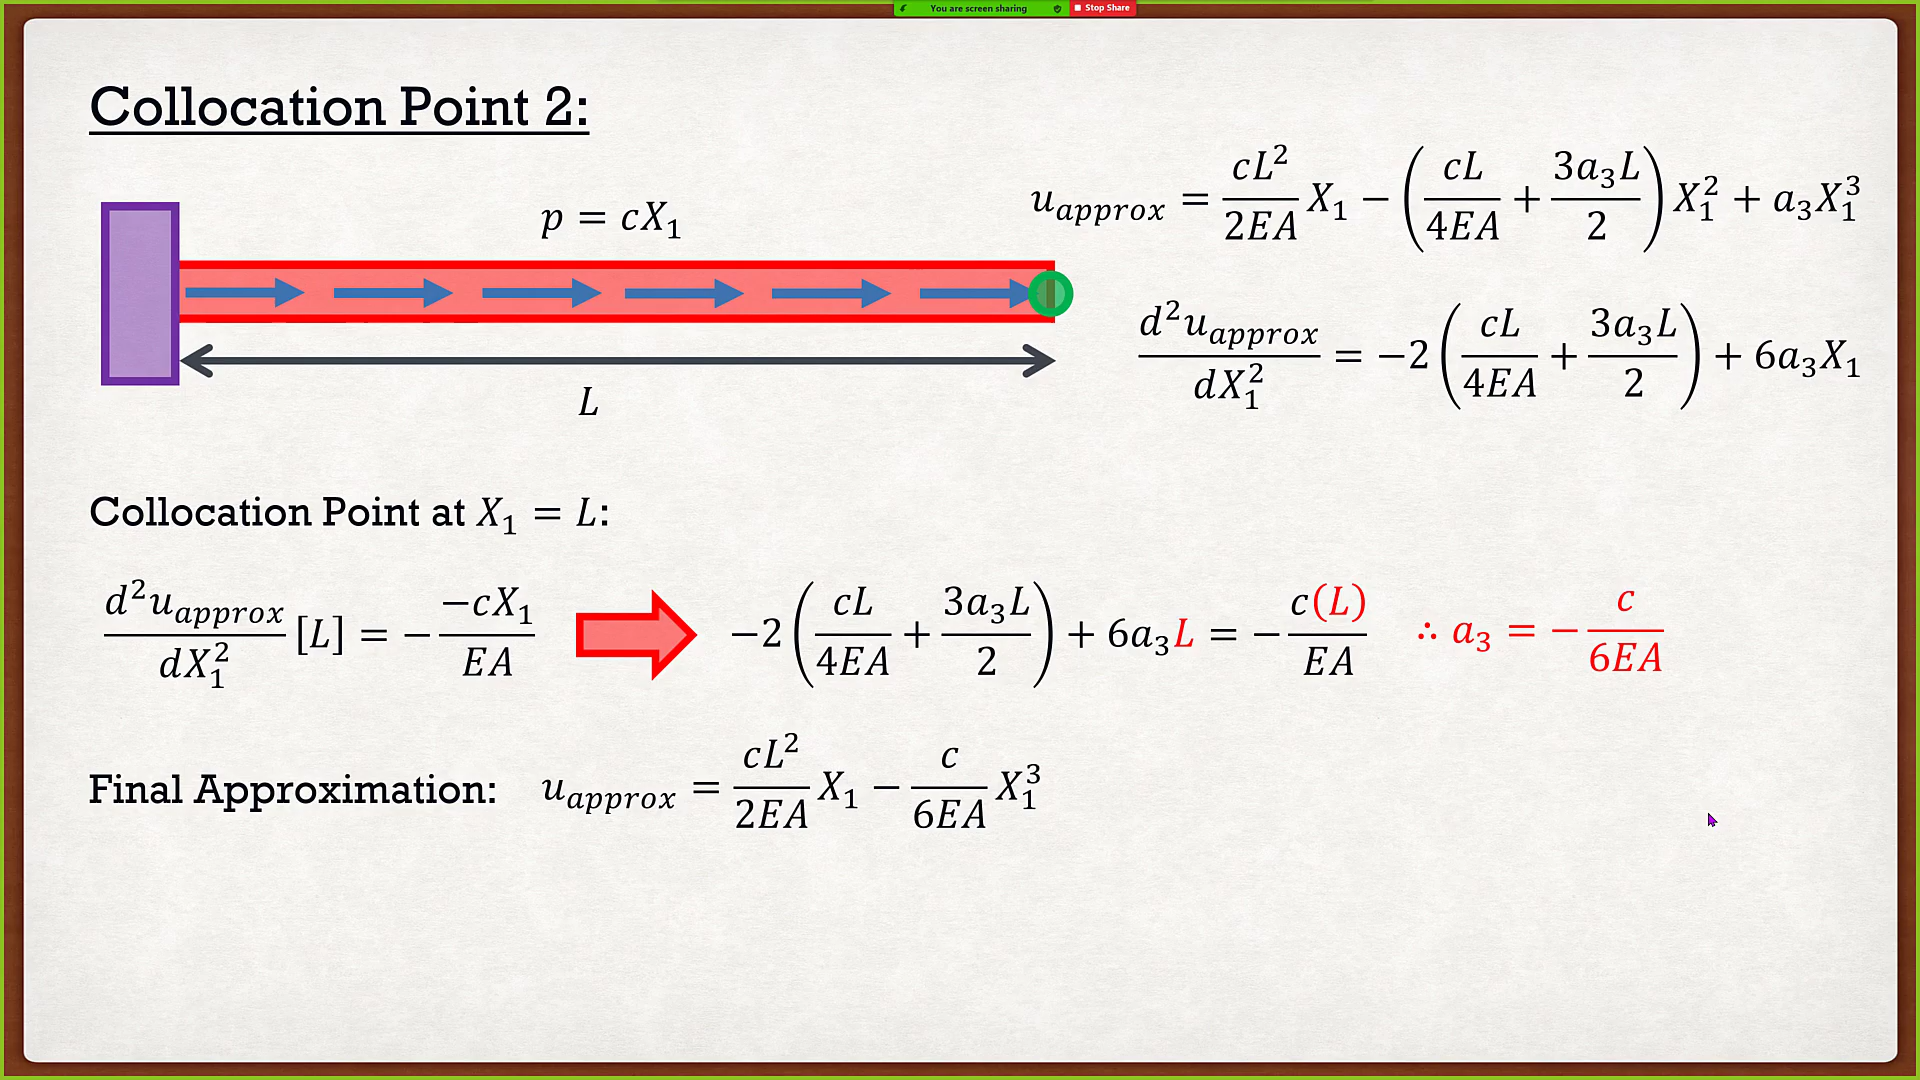 You are screen sharing Stop Share
Collocation Point 2:
p = cX₁
u_approx = cL²/2EA X₁ − (cL/4EA + 3a₃L/2) X₁² + a₃X₁³
d²u_approx/dX₁² = −2 (cL/4EA + 3a₃L/2) + 6a₃X₁
L
Collocation Point at X₁ = L:
d²u_approx/dX₁² [L] = − −cX₁/EA −2 (cL/4EA + 3a₃L/2) + 6a₃L = − c(L)/EA ∴ a₃ = − c/6EA
Final Approximation: u_approx = cL²/2EA X₁ − c/6EA X₁³